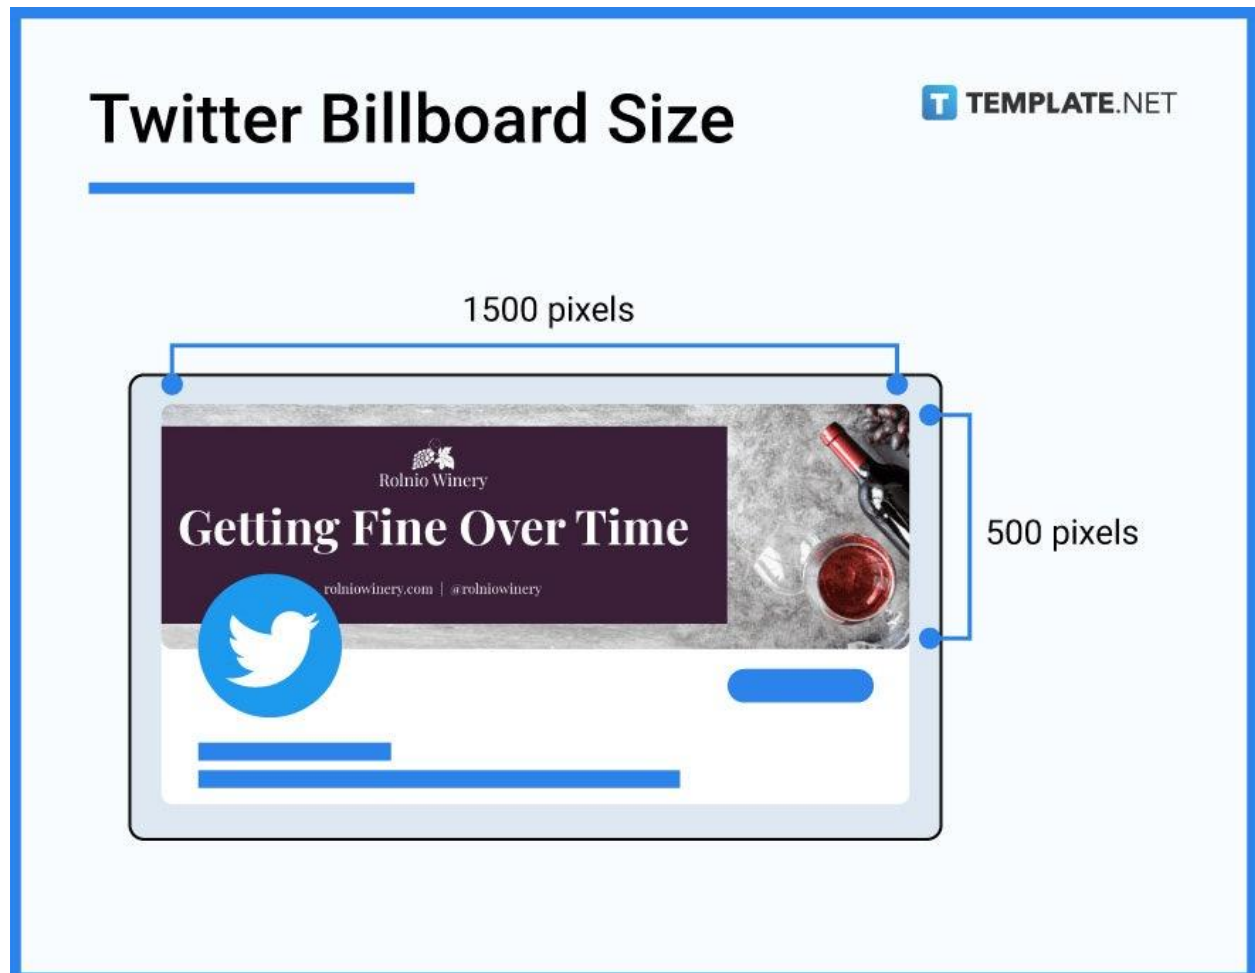 Twitter Billboard Size
T TEMPLATE.NET
1500 pixels
Rolnio Winery
Getting Fine Over Time
rolniowinery.com | @rolniowinery
500 pixels